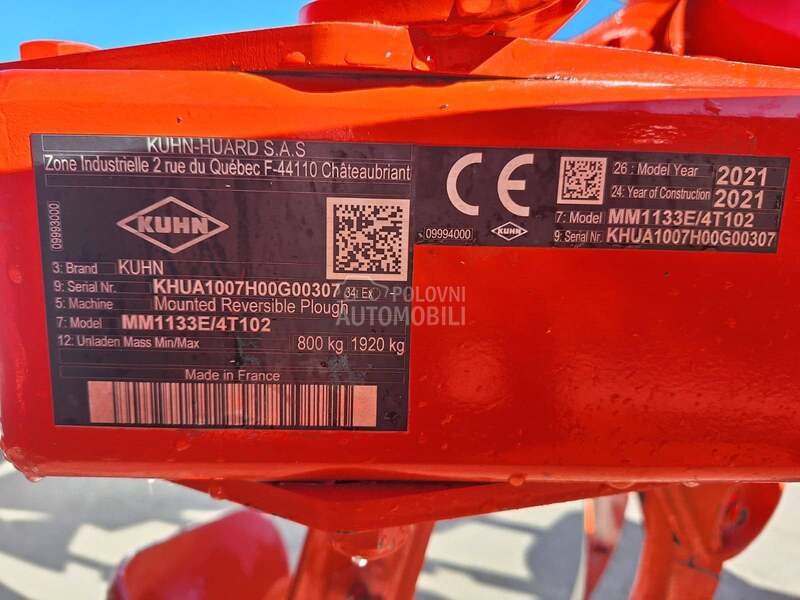 KUHN-HUARD S.A.S
Zone Industrielle 2 rue du Québec F-44110 Châteaubriant
09993000
KUHN
3: Brand KUHN
9: Serial Nr. KHUA1007H00G00307 34: Ex
5: Machine Mounted Reversible Plough
7: Model MM1133E/4T102
12: Unladen Mass Min/Max 800 kg 1920 kg
Made in France
CE
09994000
KUHN
26: Model Year 2021
24: Year of Construction 2021
7: Model MM1133E/4T102
9: Serial Nr. KHUA1007H00G00307
POLOVNI
AUTOMOBILI